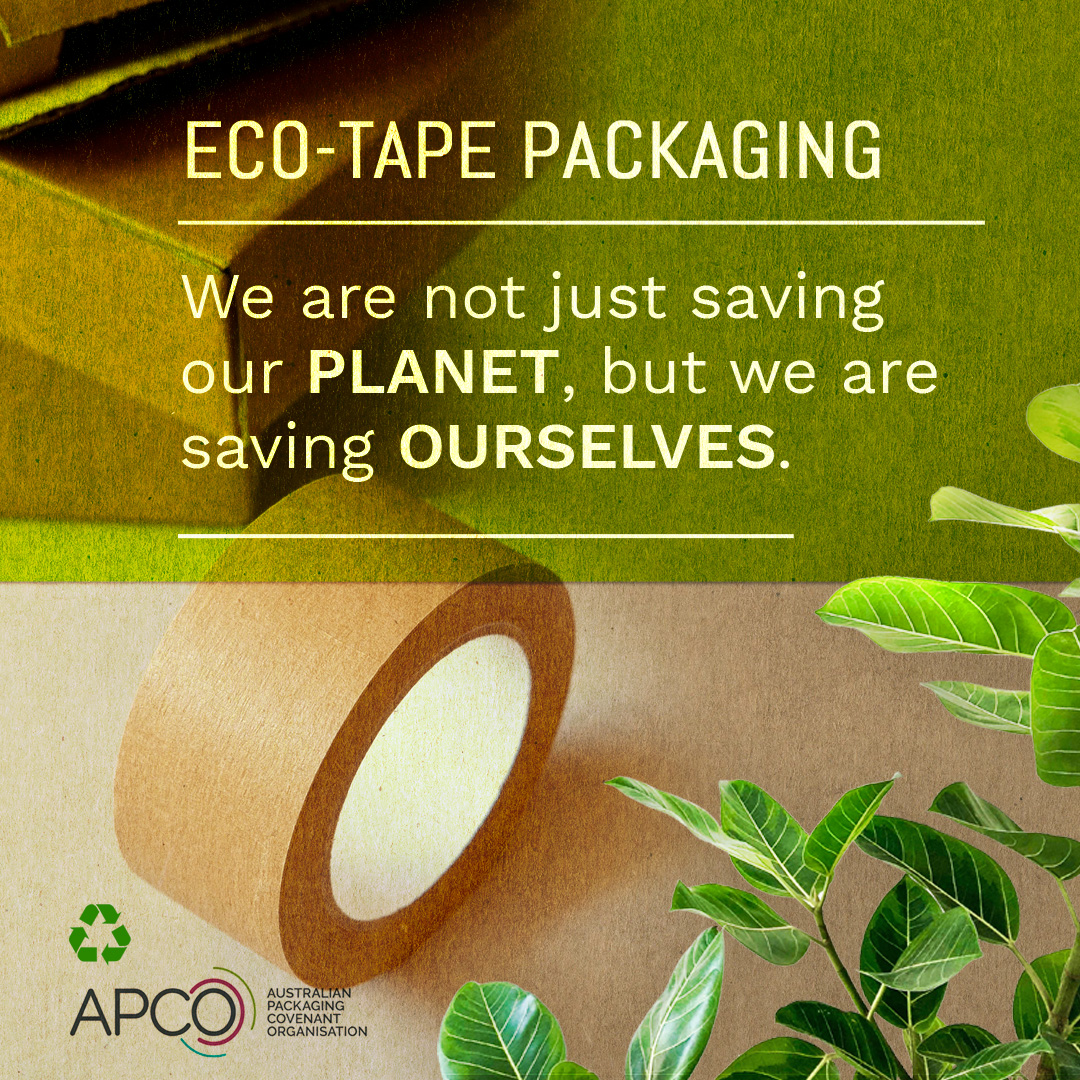 ECO-TAPE PACKAGING
We are not just saving
our PLANET, but we are
saving OURSELVES.
APCO
AUSTRALIAN
PACKAGING
COVENANT
ORGANISATION